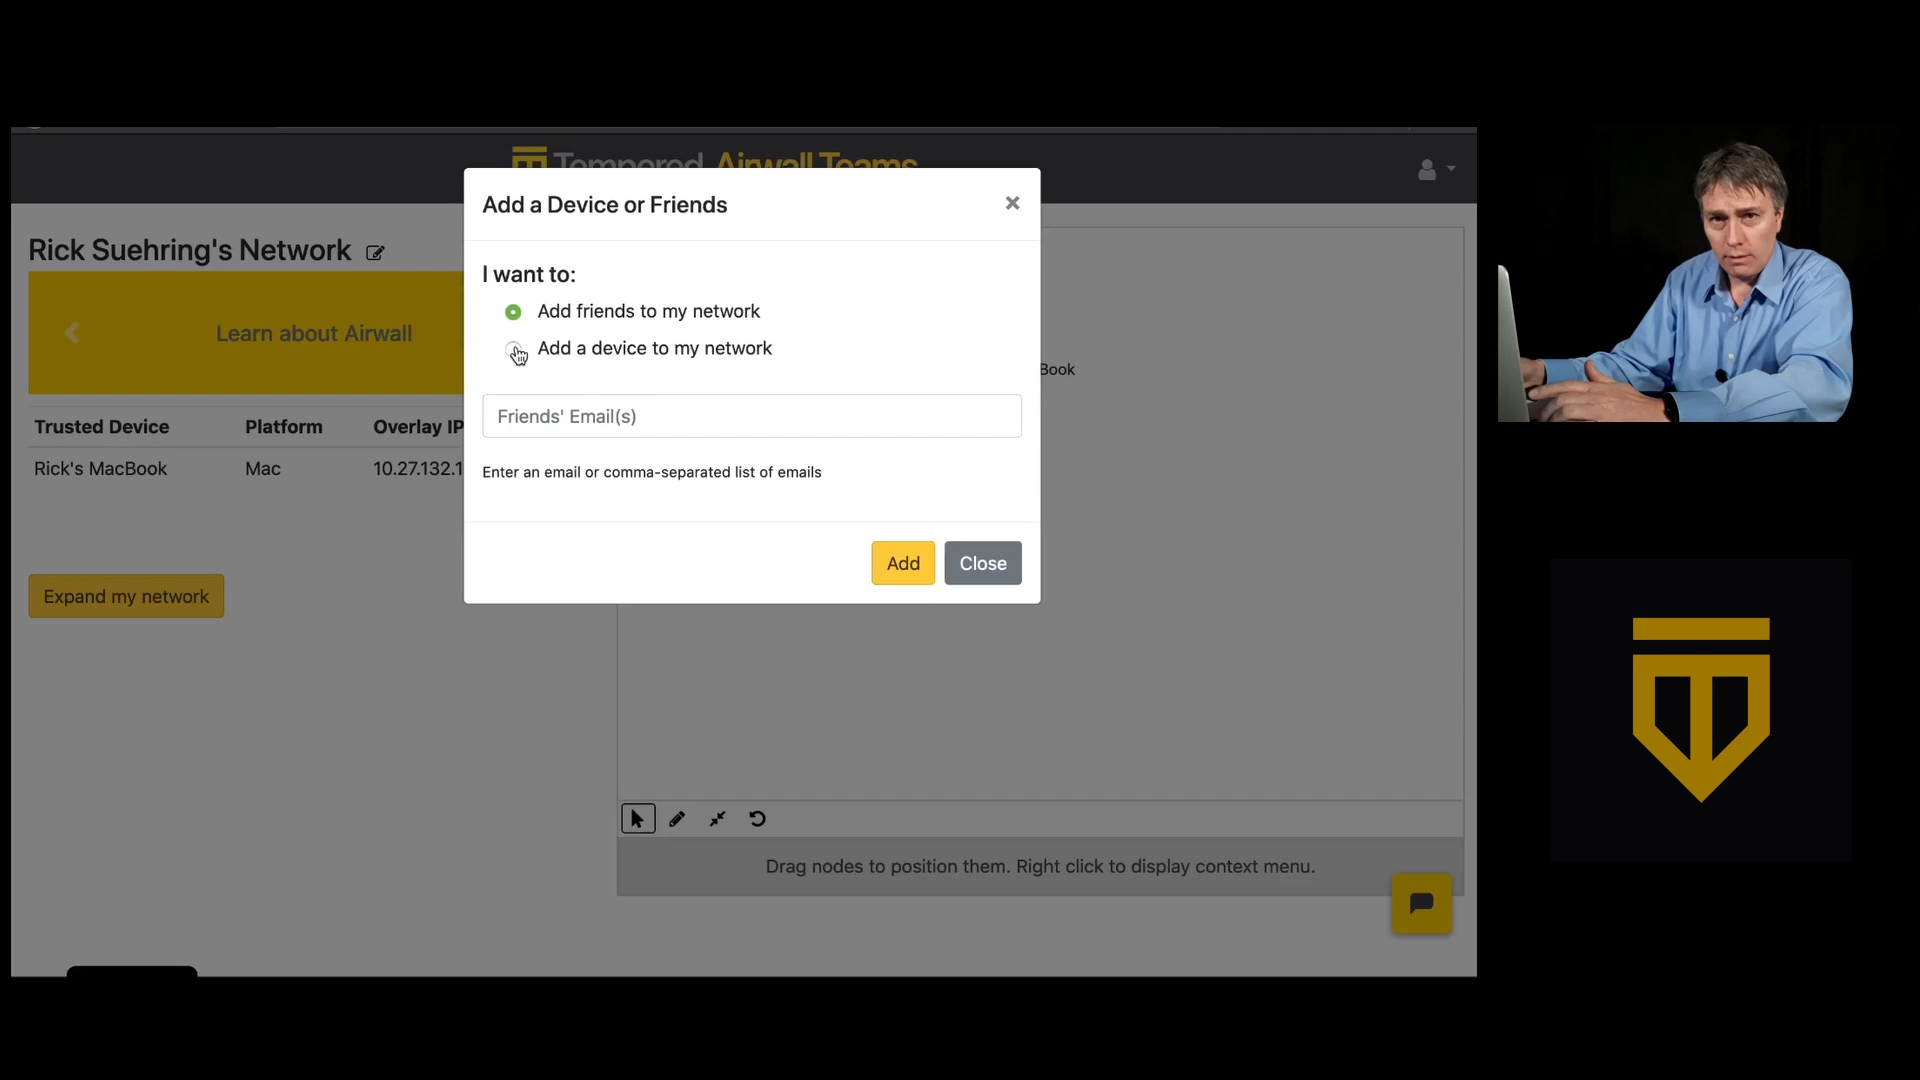 Tempered Airwall Teams
Add a Device or Friends
×
Rick Suehring's Network
I want to:
Add friends to my network
Add a device to my network
Learn about Airwall
Book
Friends' Email(s)
Trusted Device Platform Overlay IP
Rick's MacBook Mac 10.27.132.1
Enter an email or comma-separated list of emails
Add Close
Expand my network
Drag nodes to position them. Right click to display context menu.